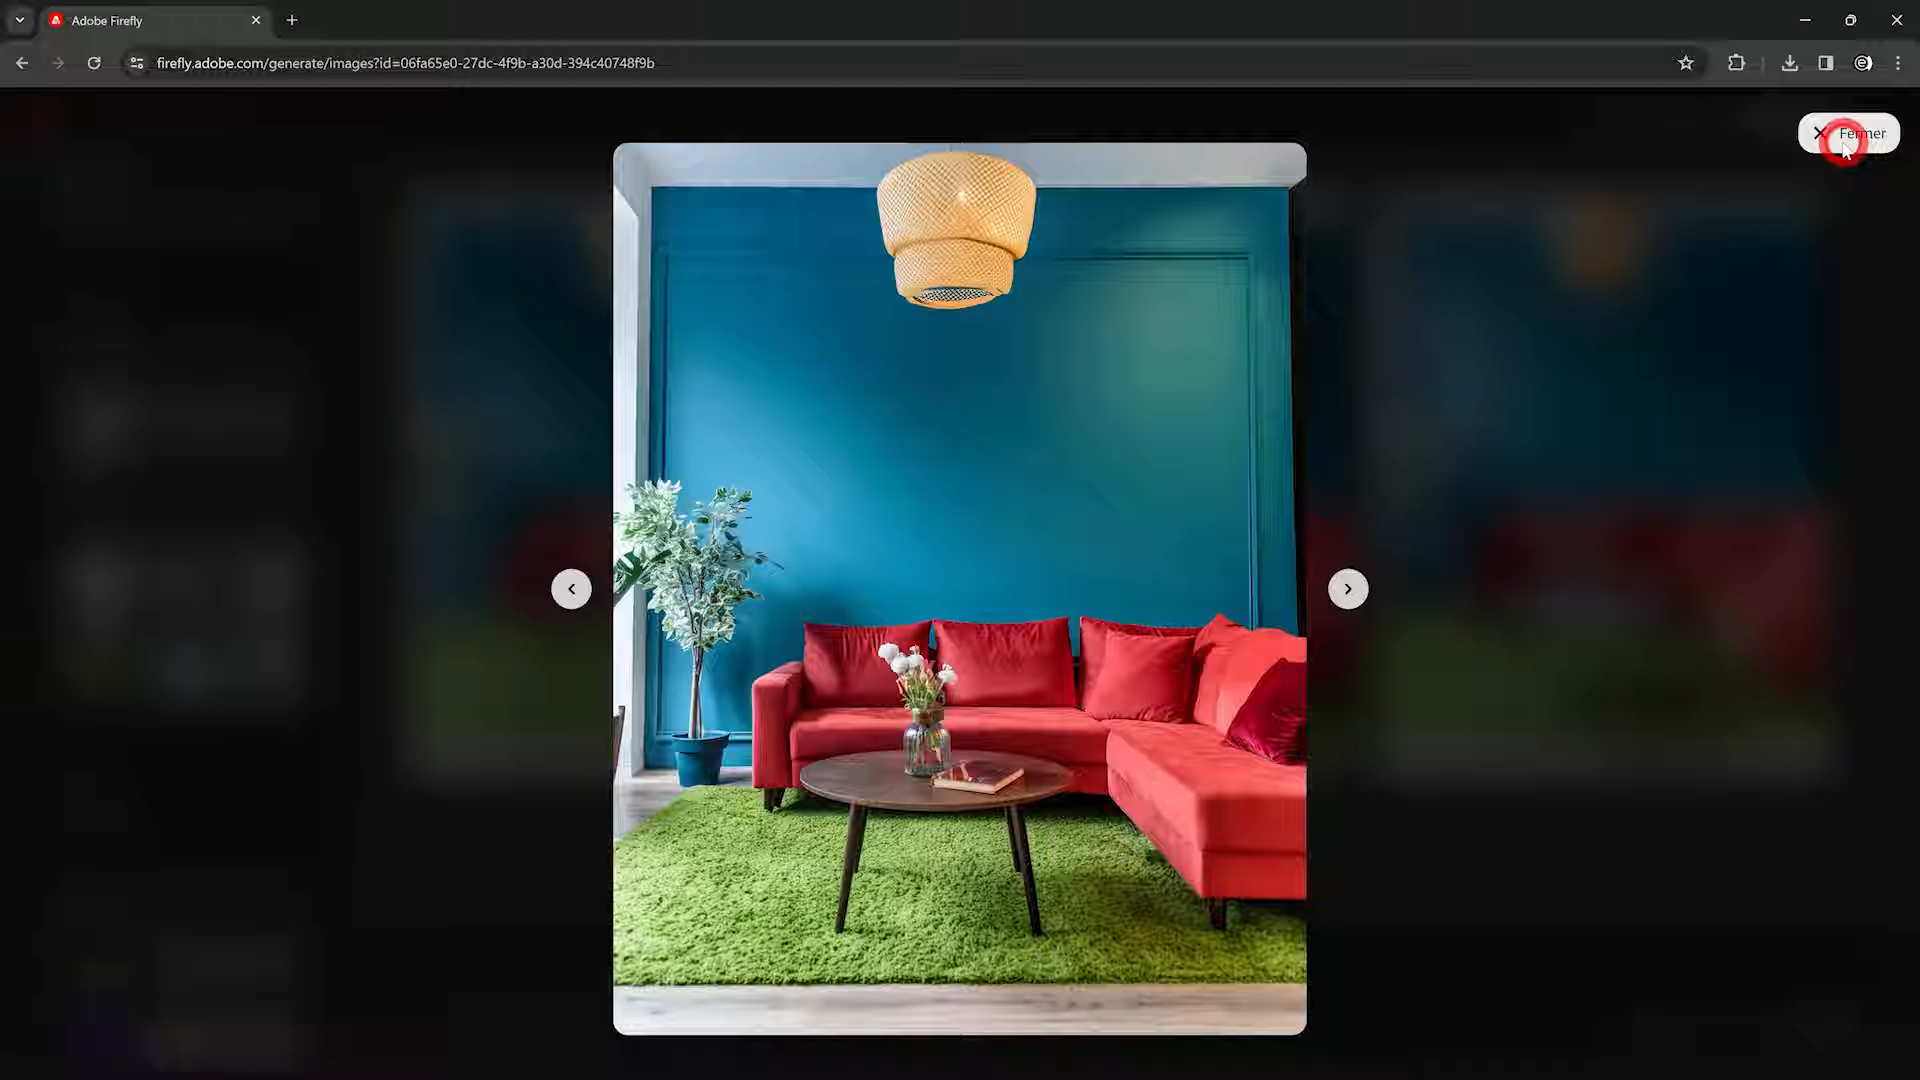 Adobe Firefly
firefly.adobe.com/generate/images?id=06fa65e0-27dc-4f9b-a30d-394c40748f9b
Fermer